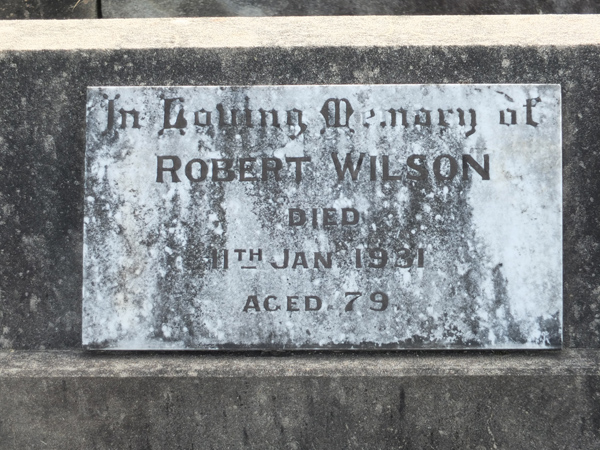 In Loving Memory of
ROBERT WILSON
DIED
11TH JAN. 1931
AGED 79